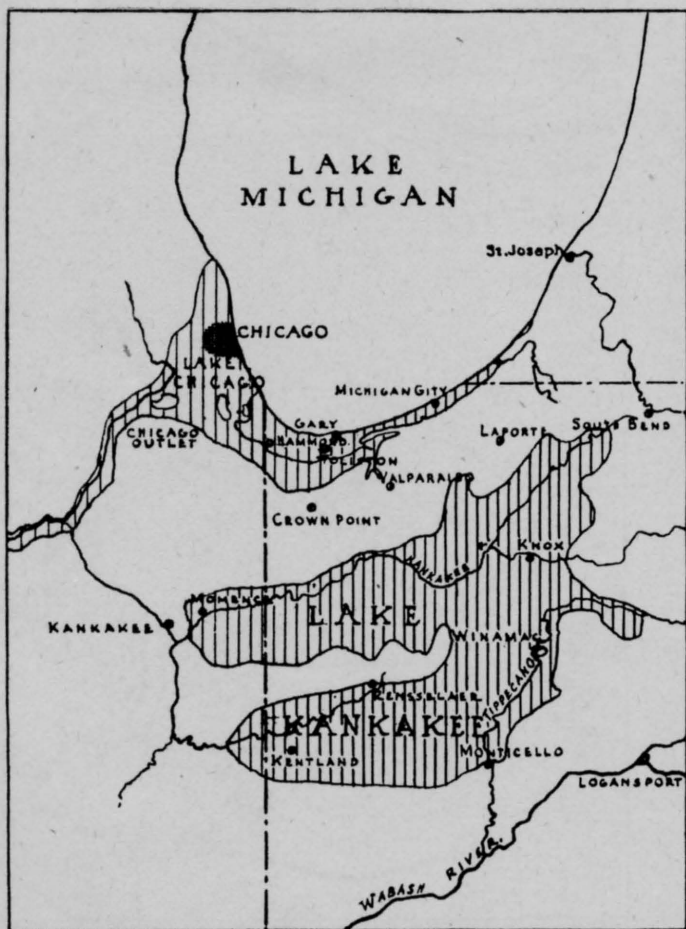 LAKE
MICHIGAN
St. Joseph
CHICAGO
LAKE
CHICAGO
MICHIGAN CITY
CHICAGO
OUTLET
GARY
HAMMOND
TOLLESTON
LAPORTE
SOUTH BEND
VALPARAISO
CROWN POINT
KANKAKEE
KNOX
MOMENCE
KANKAKEE
LAKE
WINAMAC
RENSSELAER
TIPPECANOE
KANKAKEE
KENTLAND
MONTICELLO
LOGANSPORT
WABASH RIVER.